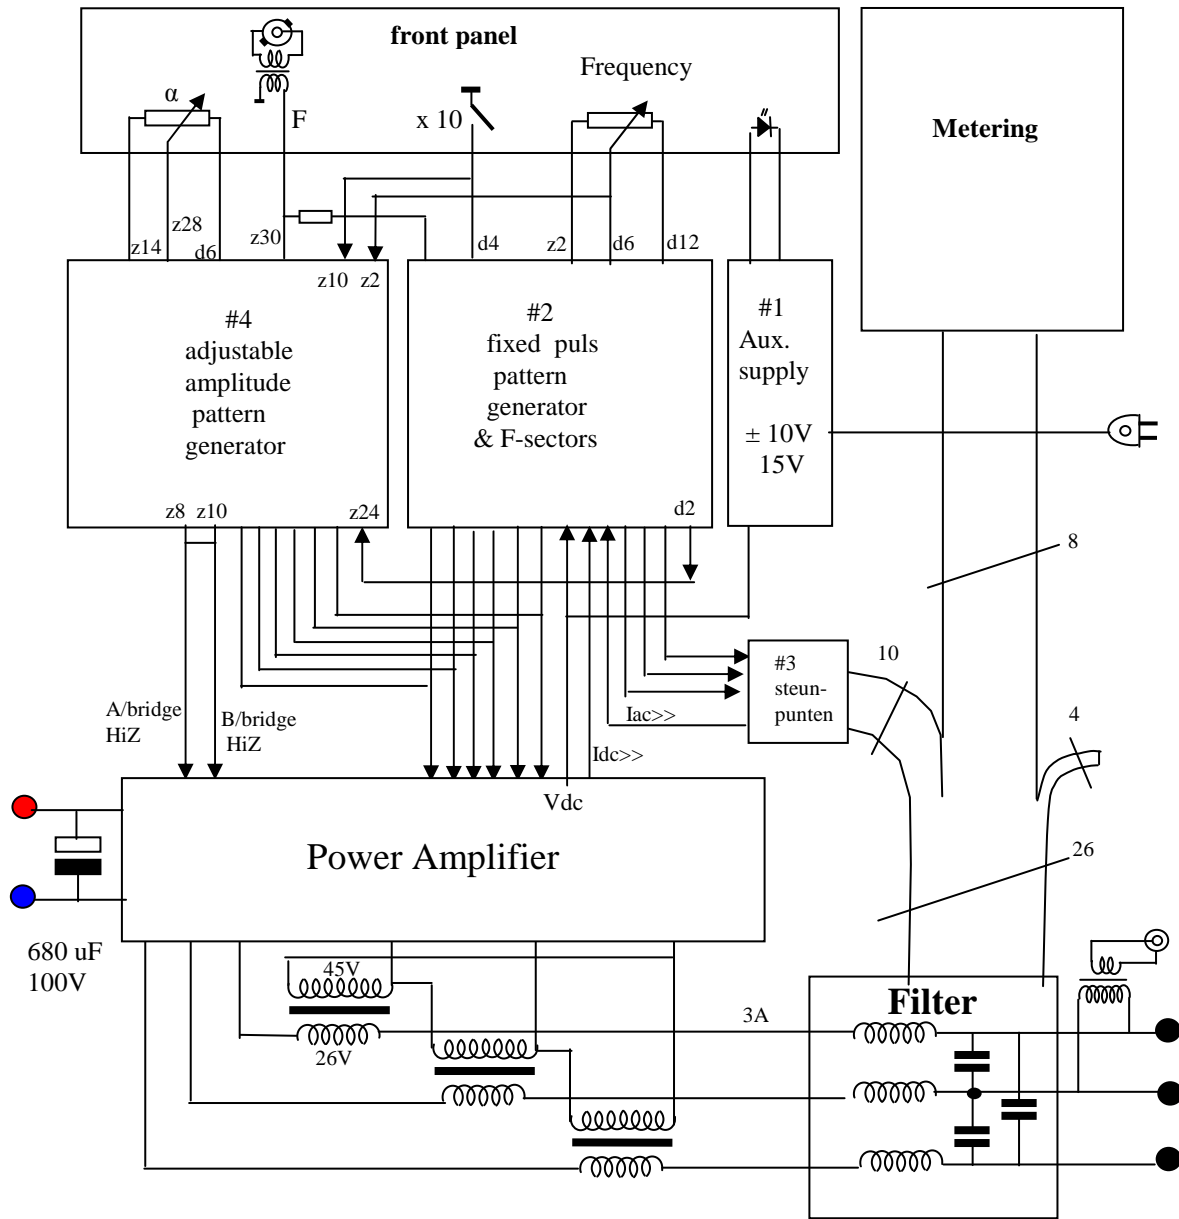 front panel
α
F
x 10
Frequency
Metering
z14
z28
d6
z30
z10
z2
d4
z2
d6
d12
#4
adjustable
amplitude
pattern
generator
#2
fixed puls
pattern
generator
& F-sectors
#1
Aux.
supply
± 10V
15V
z8
z10
z24
d2
8
A/bridge
HiZ
B/bridge
HiZ
#3
steun-
punten
10
4
Iac>>
Idc>>
Vdc
Power Amplifier
26
680 uF
100V
45V
26V
3A
Filter